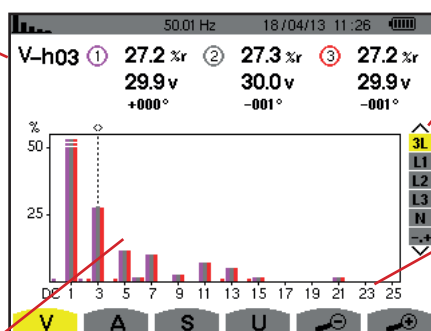 50.01 Hz 18/04/13 11:26
V-h03 1 27.2 %r 2 27.3 %r 3 27.2 %r
29.9 v 30.0 v 29.9 v
+000° -001° -001°
%
50
25
3L
L1
L2
L3
N
-.+
DC 1 3 5 7 9 11 13 15 17 19 21 23 25
V A S U